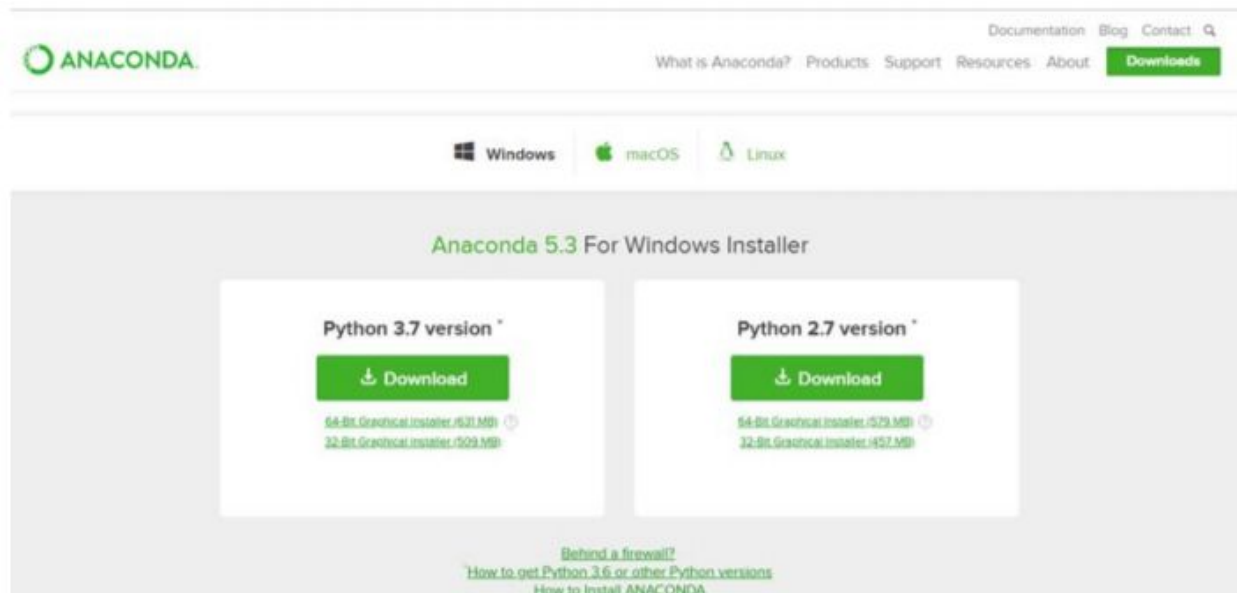 Documentation Blog Contact
ANACONDA.
What is Anaconda? Products Support Resources About Downloads
Windows macOS Linux
Anaconda 5.3 For Windows Installer
Python 3.7 version *
Download
64-Bit Graphical Installer (631 MB) ?
32-Bit Graphical Installer (509 MB)
Python 2.7 version *
Download
64-Bit Graphical Installer (579 MB) ?
32-Bit Graphical Installer (457 MB)
Behind a firewall?
*How to get Python 3.6 or other Python versions
How to Install ANACONDA